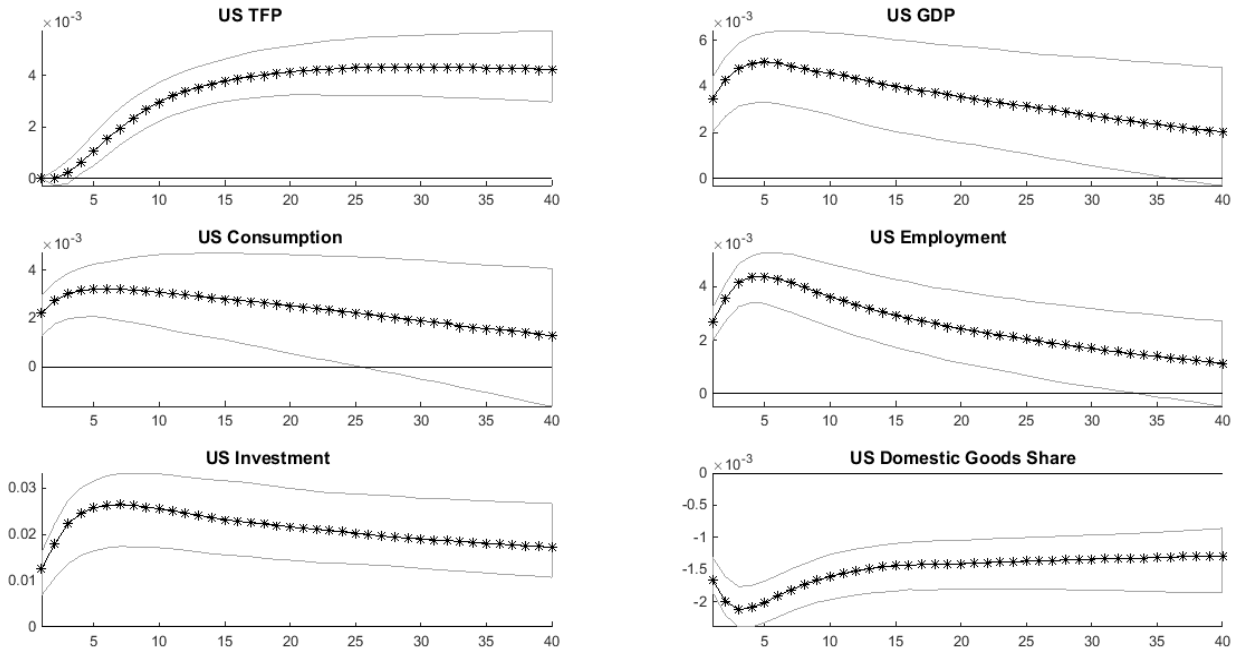 US TFP
×10⁻³
4
2
0
5 10 15 20 25 30 35 40
US GDP
×10⁻³
6
4
2
0
5 10 15 20 25 30 35 40
US Consumption
×10⁻³
4
2
0
5 10 15 20 25 30 35 40
US Employment
×10⁻³
4
2
0
5 10 15 20 25 30 35 40
US Investment
0.03
0.02
0.01
0
5 10 15 20 25 30 35 40
US Domestic Goods Share
×10⁻³
0
-0.5
-1
-1.5
-2
5 10 15 20 25 30 35 40